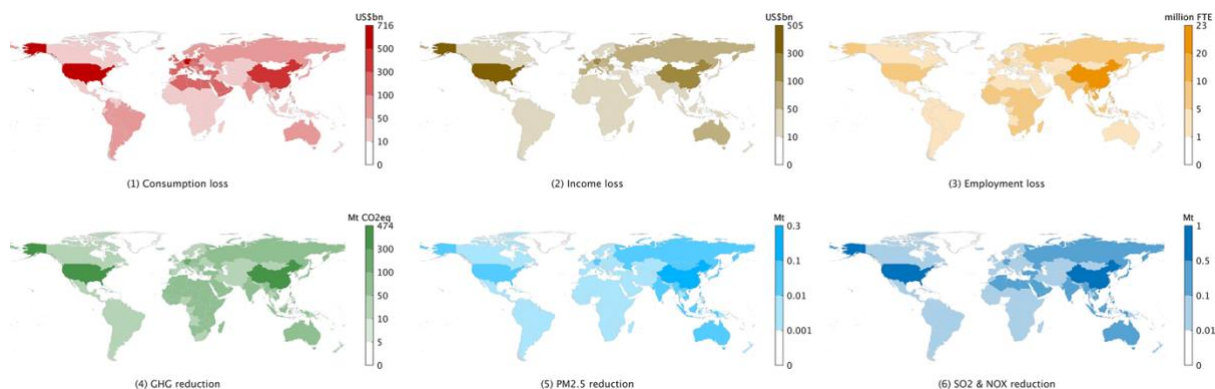 US$bn
716
500
300
50
10
0
(1) Consumption loss
US$bn
505
305
100
50
10
0
(2) Income loss
million FTE
23
20
13
5
1
0
(3) Employment loss
Mt CO2eq
474
300
100
50
10
5
0
(4) GHG reduction
Mt
0.3
0.1
0.01
0.001
0
(5) PM2.5 reduction
Mt
1
0.5
0.1
0.01
0
(6) SO2 & NOX reduction